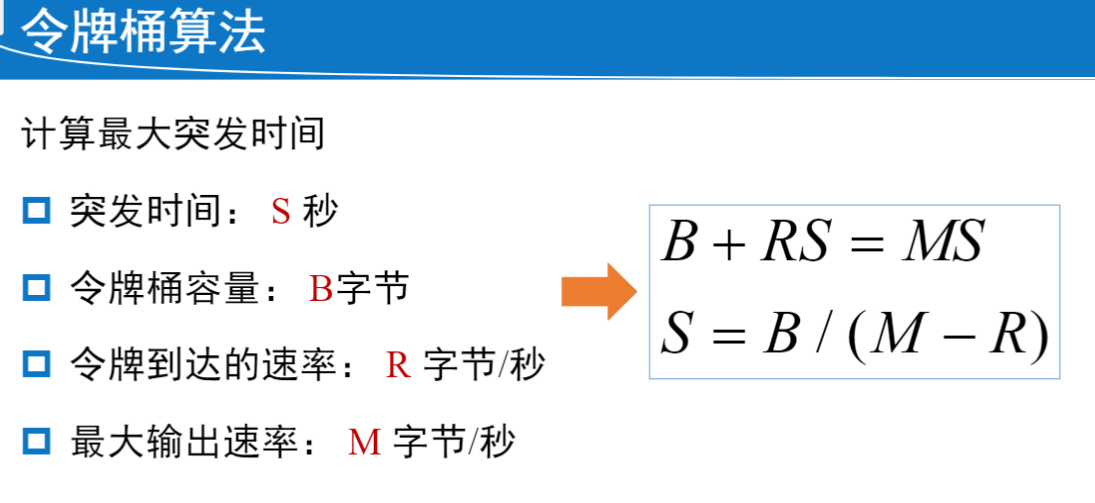 令牌桶算法
计算最大突发时间
突发时间： S 秒
令牌桶容量： B字节
令牌到达的速率： R 字节/秒
最大输出速率： M 字节/秒
B + RS = MS
S = B / (M − R)